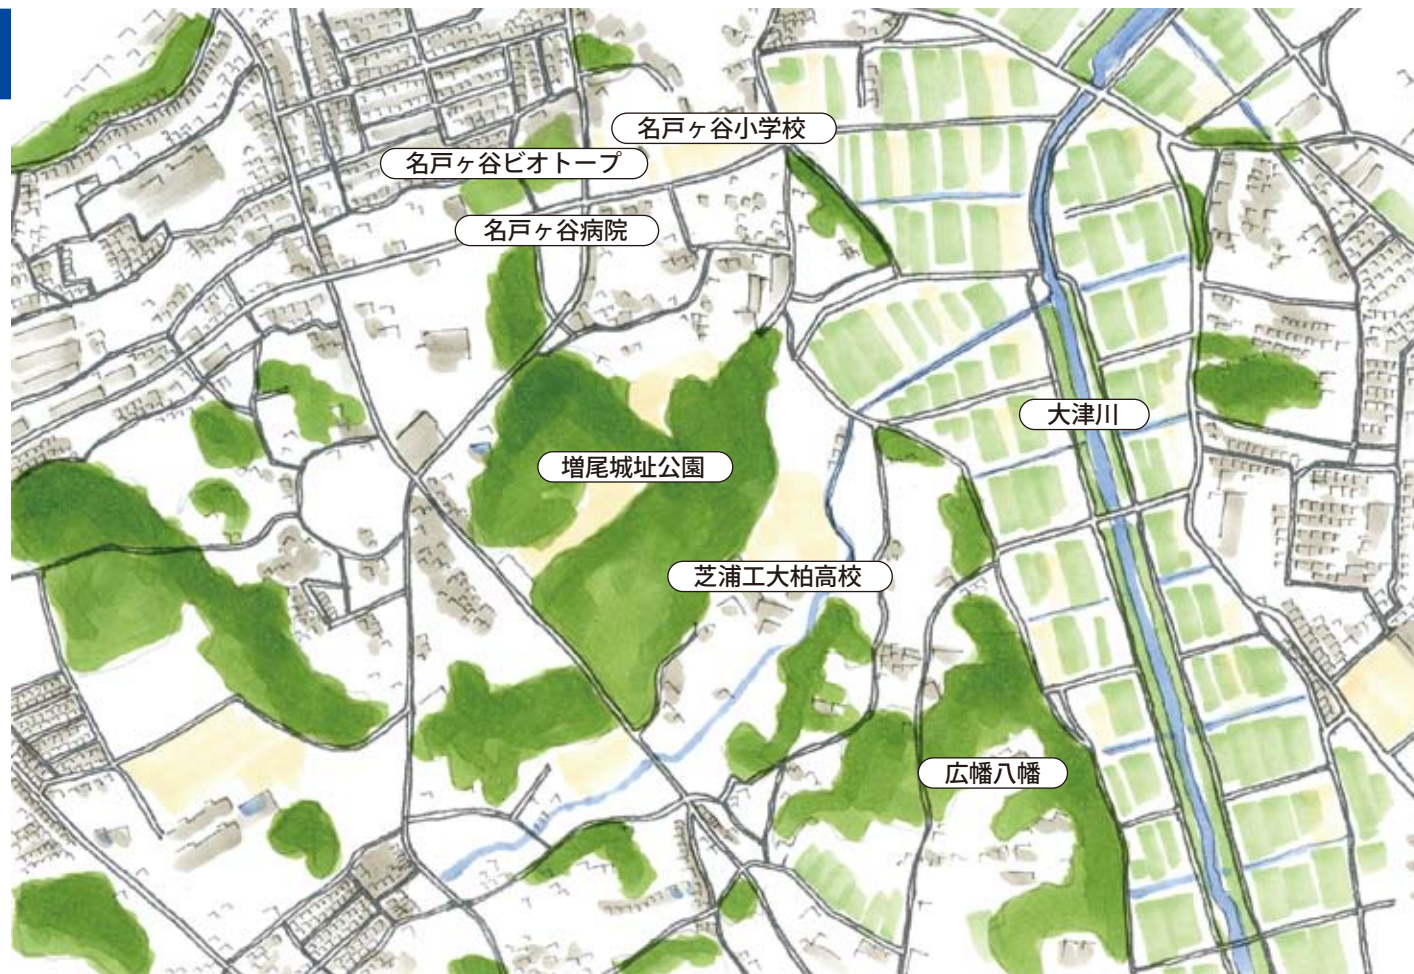 名戸ヶ谷小学校
名戸ヶ谷ビオトープ
名戸ヶ谷病院
大津川
増尾城址公園
芝浦工大柏高校
広幡八幡